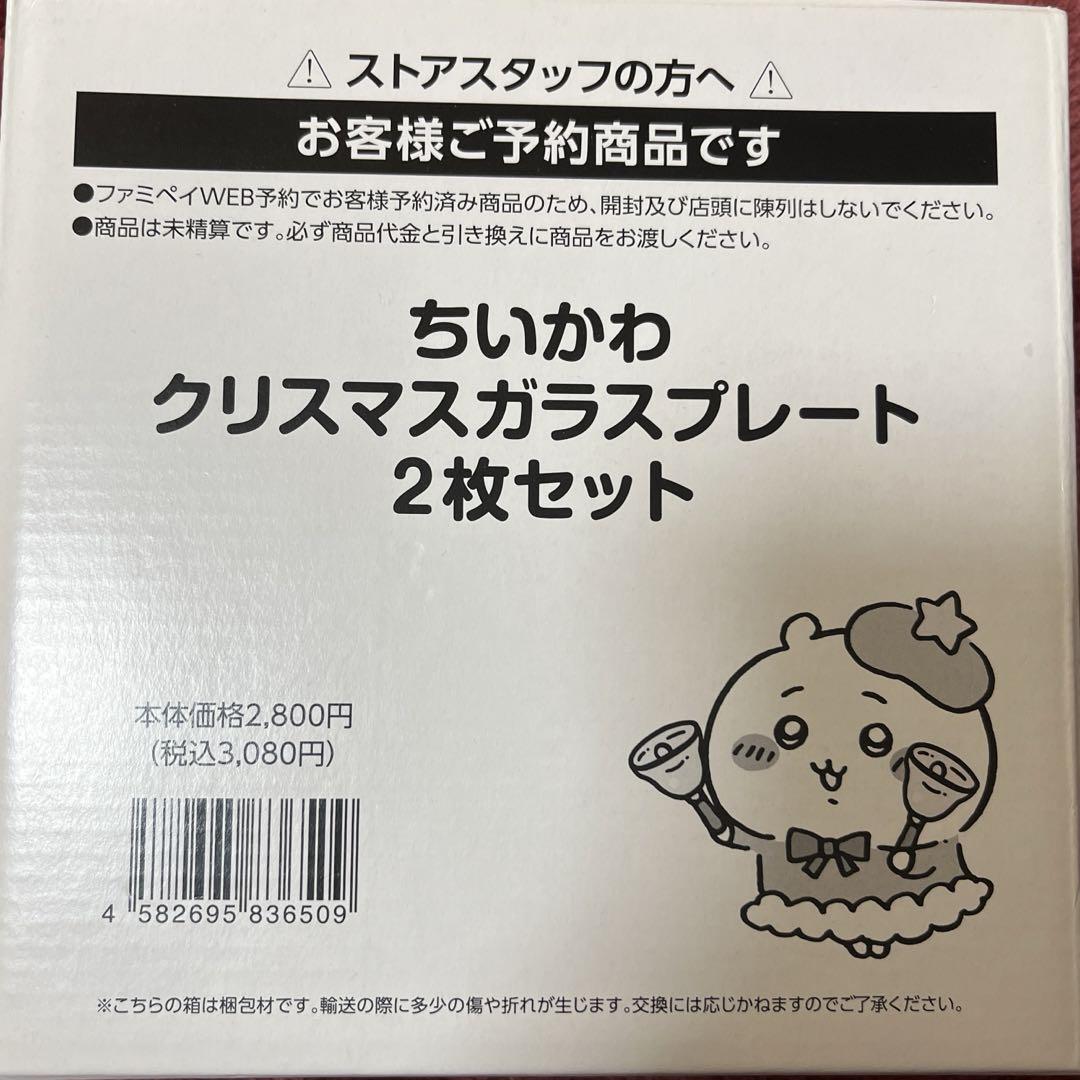 ストアスタッフの方へ
お客様ご予約商品です
●ファミペイWEB予約でお客様予約済み商品のため、開封及び店頭に陳列はしないでください。
●商品は未精算です。必ず商品代金と引き換えに商品をお渡しください。
ちいかわ
クリスマスガラスプレート
2枚セット
本体価格2,800円
(税込3,080円)
4 582695 836509
※こちらの箱は梱包材です。輸送の際に多少の傷や折れが生じます。交換には応じかねますのでご了承ください。